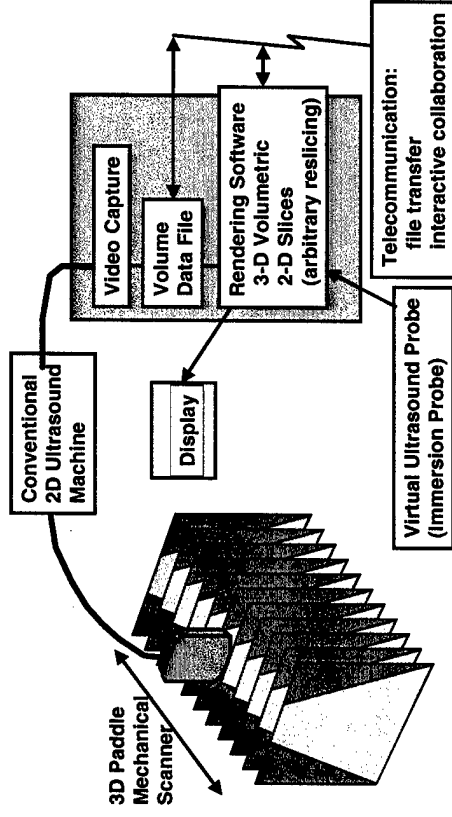 3D Paddle
Mechanical
Scanner
Conventional
2D Ultrasound
Machine
Display
Video Capture
Volume
Data File
Rendering Software
3-D Volumetric
2-D Slices
(arbitrary reslicing)
Virtual Ultrasound Probe
(Immersion Probe)
Telecommunication:
file transfer
interactive collaboration